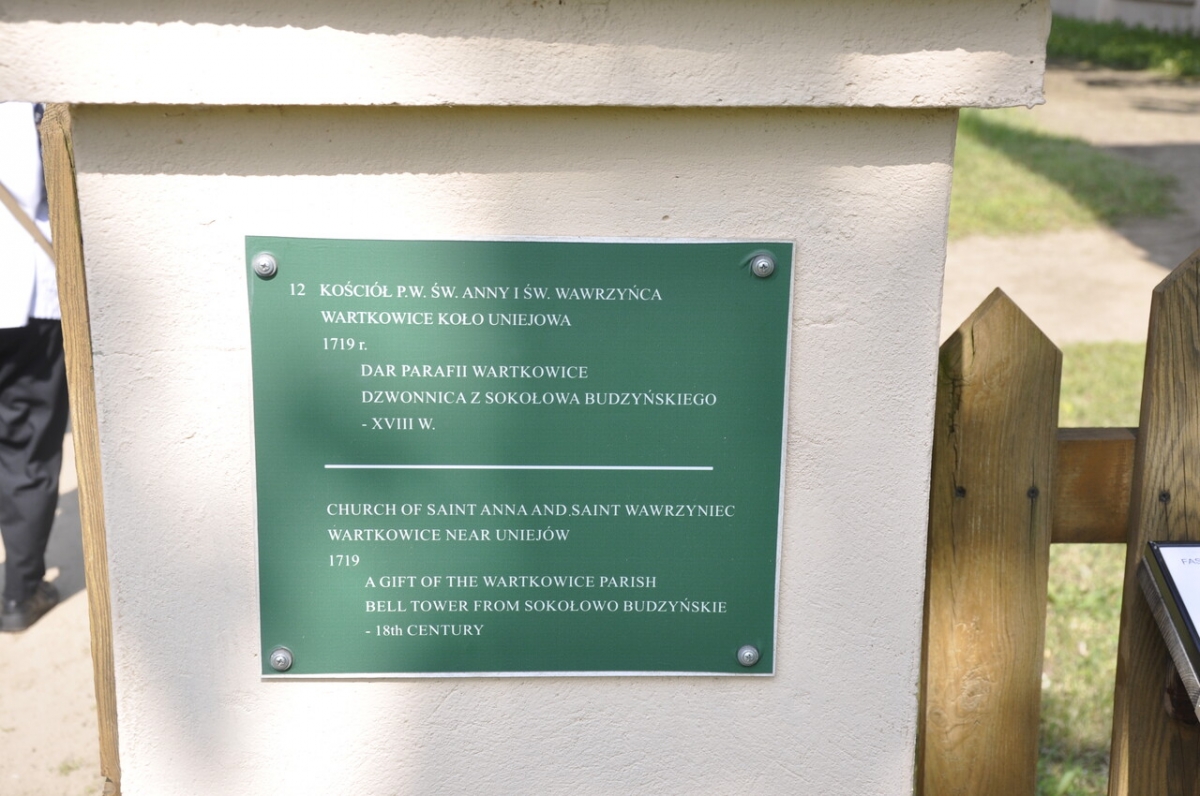 12 KOŚCIÓŁ P.W. ŚW. ANNY I ŚW. WAWRZYŃCA
WARTKOWICE KOŁO UNIEJOWA
1719 r.
DAR PARAFII WARTKOWICE
DZWONNICA Z SOKOŁOWA BUDZYŃSKIEGO
- XVIII W.
CHURCH OF SAINT ANNA AND SAINT WAWRZYNIEC
WARTKOWICE NEAR UNIEJÓW
1719
A GIFT OF THE WARTKOWICE PARISH
BELL TOWER FROM SOKOŁOWO BUDZYŃSKIE
- 18th CENTURY